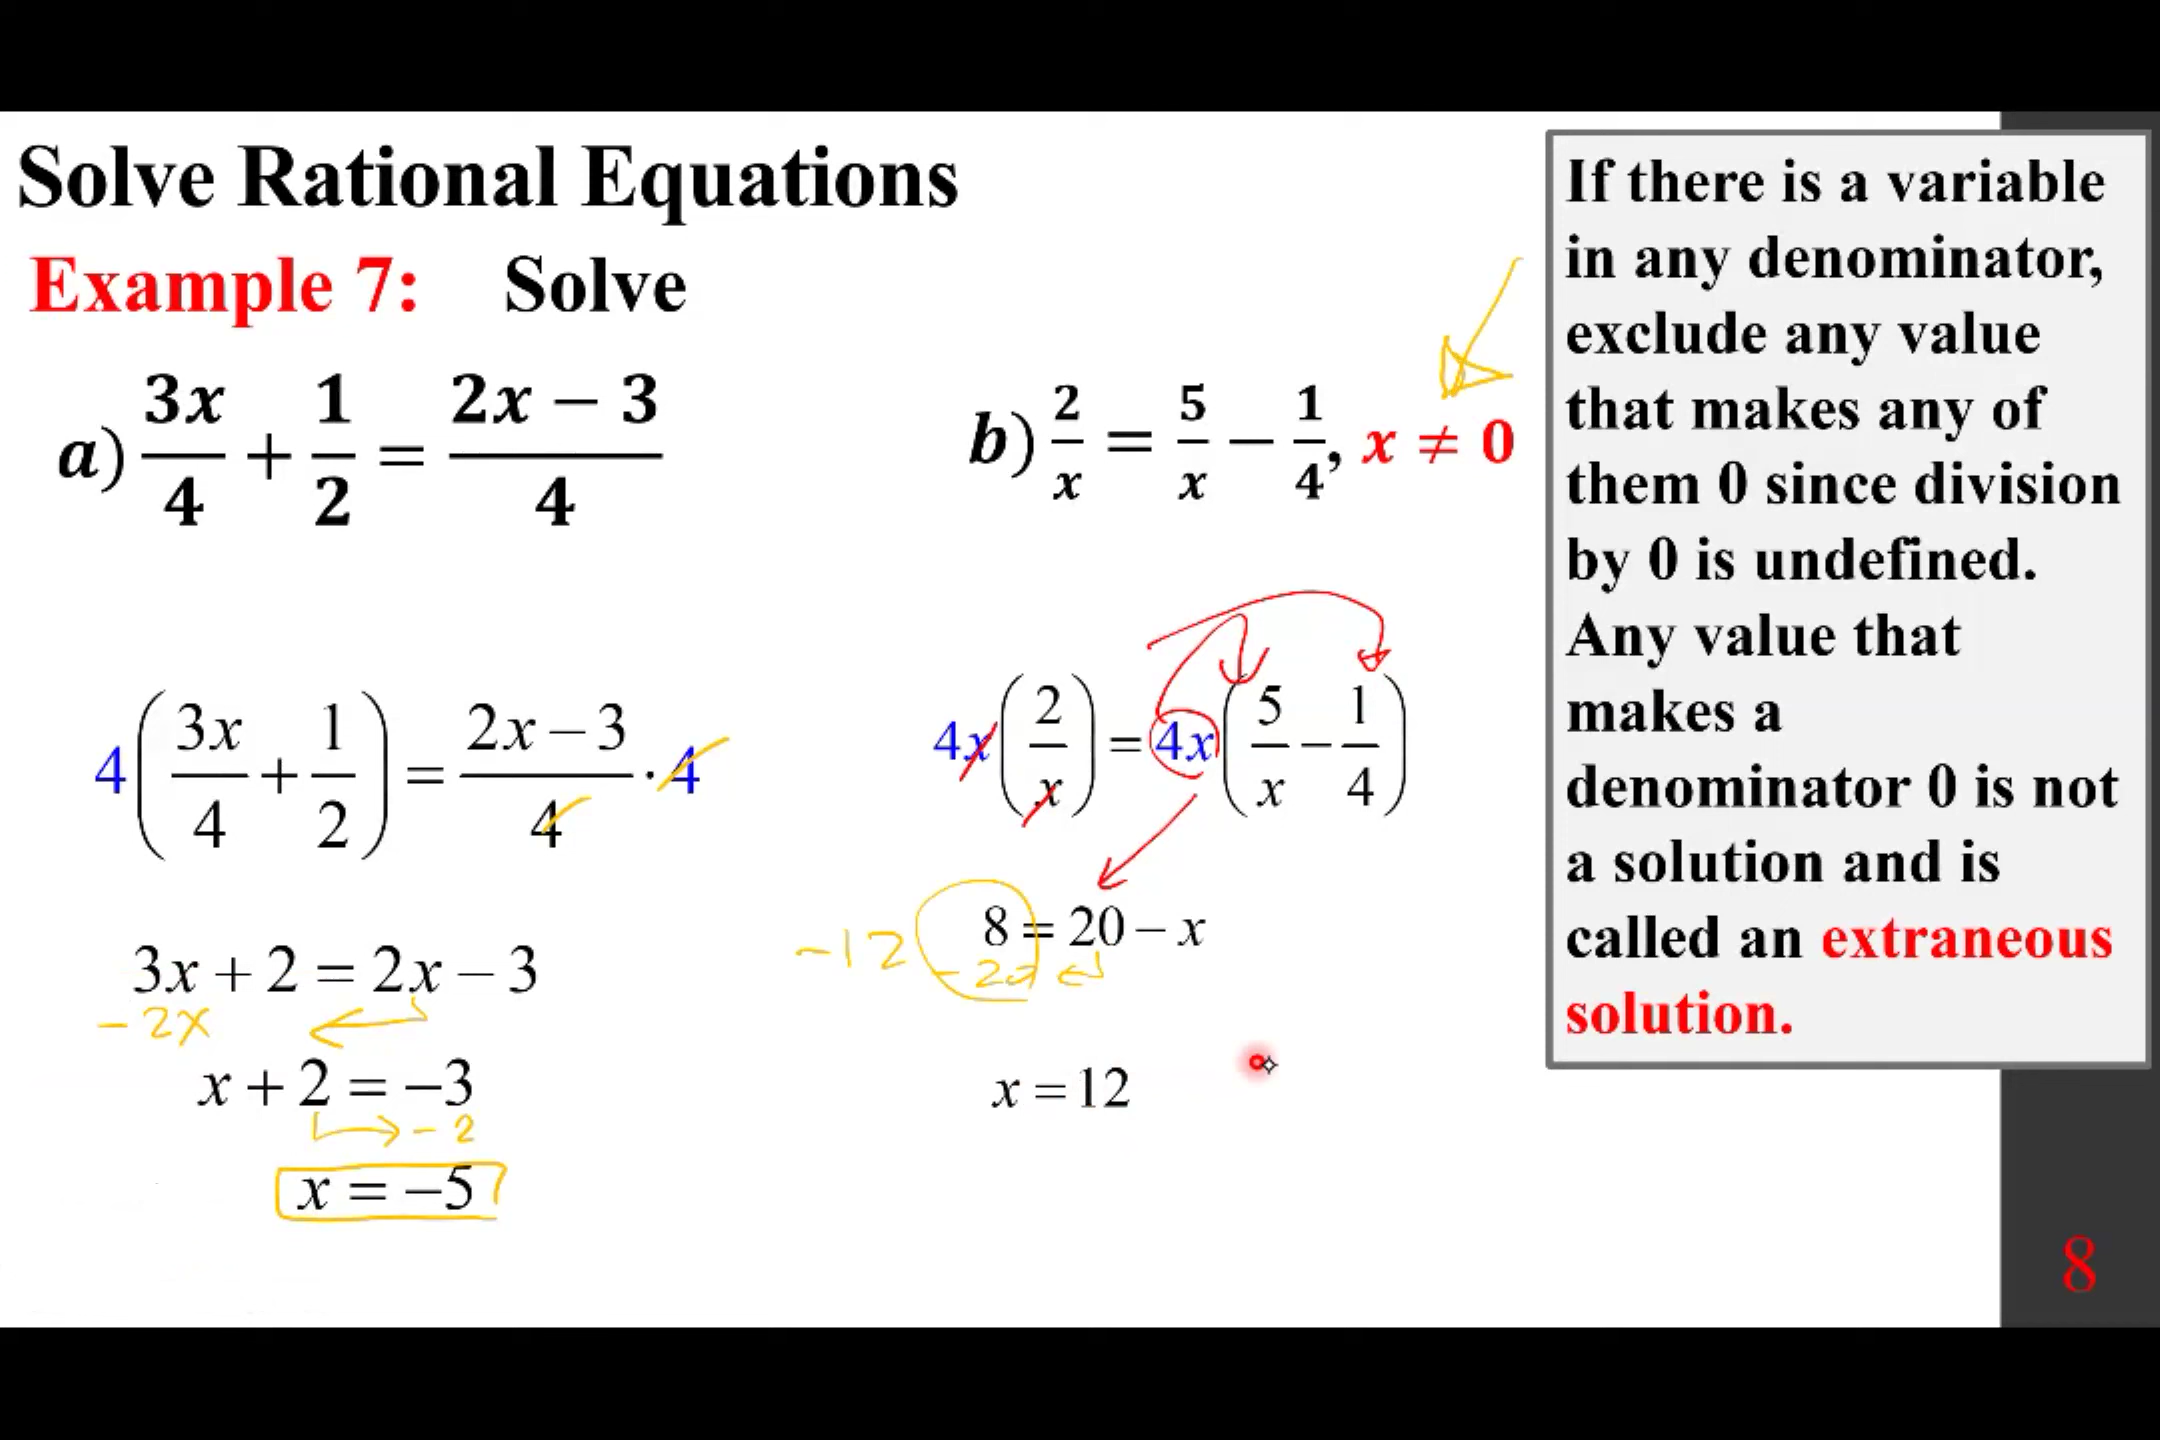 Solve Rational Equations
Example 7: Solve
a) 3x/4 + 1/2 = (2x − 3)/4
b) 2/x = 5/x − 1/4, x ≠ 0
4(3x/4 + 1/2) = (2x − 3)/4 · 4
3x + 2 = 2x − 3
− 2x
x + 2 = −3
− 2
x = −5
4x(2/x) = 4x(5/x − 1/4)
8 = 20 − x
−12 − 20
x = 12
If there is a variable
in any denominator,
exclude any value
that makes any of
them 0 since division
by 0 is undefined.
Any value that
makes a
denominator 0 is not
a solution and is
called an extraneous
solution.
8